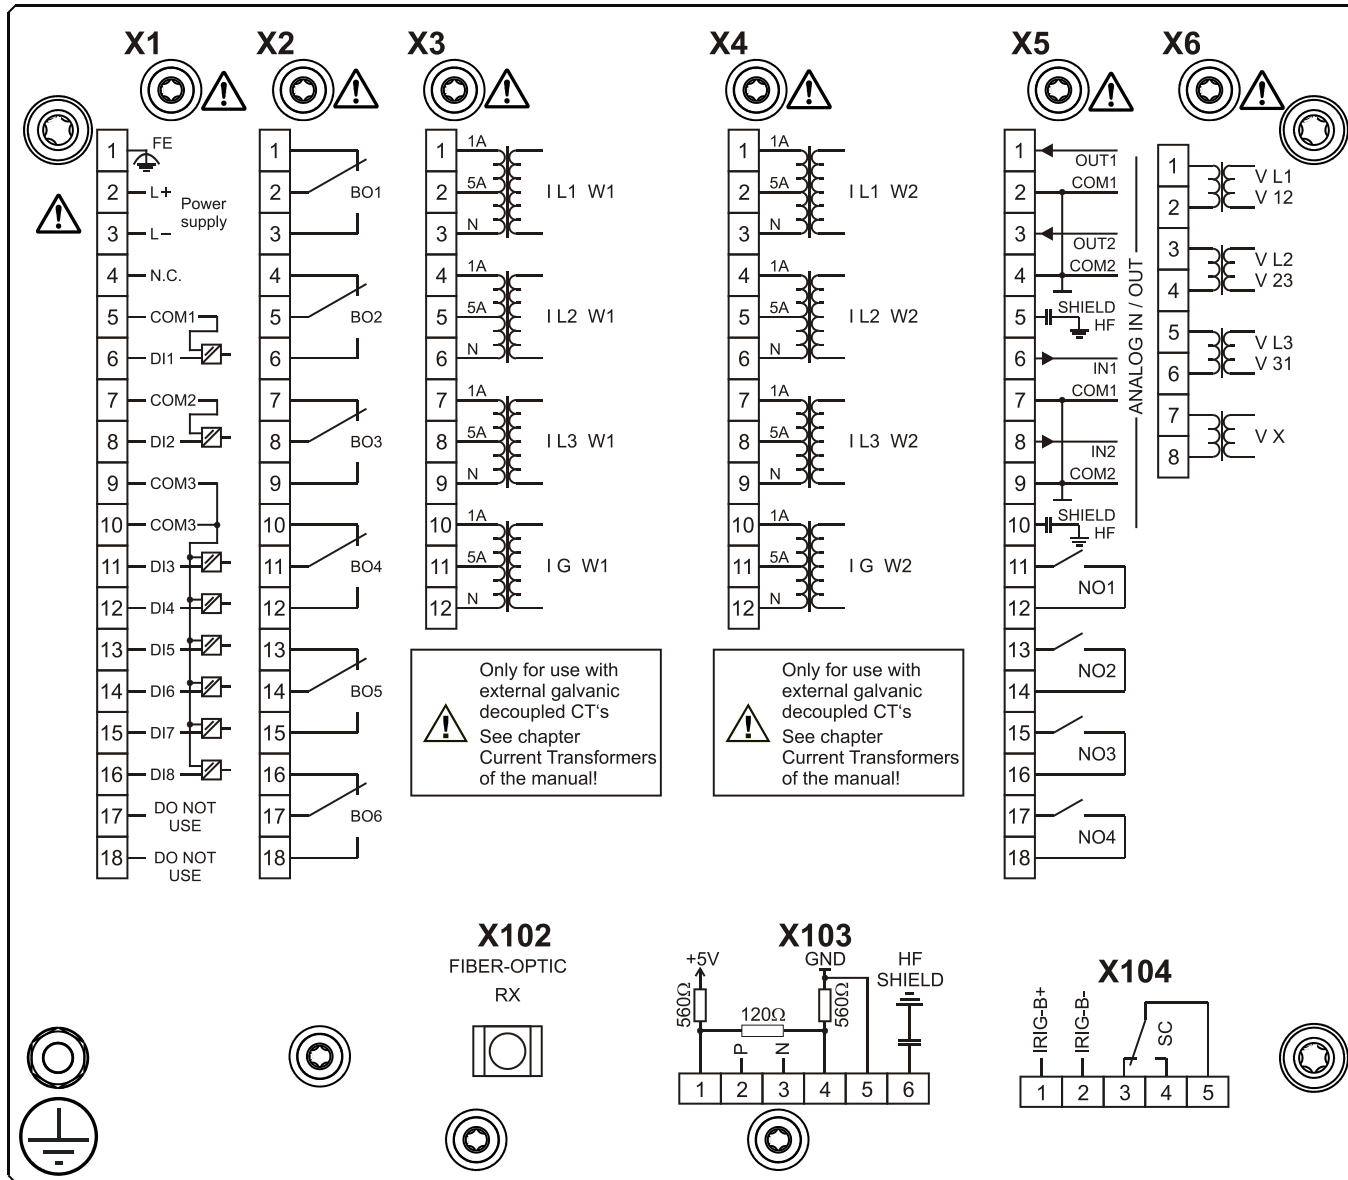 X1 X2 X3 X4 X5 X6
1 FE
2 L+ Power supply
3 L–
4 N.C.
5 COM1
6 DI1
7 COM2
8 DI2
9 COM3
10 COM3
11 DI3
12 DI4
13 DI5
14 DI6
15 DI7
16 DI8
17 DO NOT USE
18 DO NOT USE
1
2 BO1
3
4
5 BO2
6
7
8 BO3
9
10
11 BO4
12
13
14 BO5
15
16
17 BO6
18
1 1A
2 5A I L1 W1
3 N
4 1A
5 5A I L2 W1
6 N
7 1A
8 5A I L3 W1
9 N
10 1A
11 5A I G W1
12 N
Only for use with
external galvanic
decoupled CT‘s
See chapter
Current Transformers
of the manual!
1 1A
2 5A I L1 W2
3 N
4 1A
5 5A I L2 W2
6 N
7 1A
8 5A I L3 W2
9 N
10 1A
11 5A I G W2
12 N
Only for use with
external galvanic
decoupled CT‘s
See chapter
Current Transformers
of the manual!
1 OUT1
2 COM1
3 OUT2
4 COM2
5 SHIELD HF
6 IN1
7 COM1
8 IN2
9 COM2
10 SHIELD HF
ANALOG IN / OUT
11
NO1
12
13
NO2
14
15
NO3
16
17
NO4
18
1 V L1
2 V 12
3 V L2
4 V 23
5 V L3
6 V 31
7
V X
8
X102
FIBER-OPTIC
RX
X103
+5V GND HF
SHIELD
560Ω 120Ω 560Ω
P N
1 2 3 4 5 6
X104
IRIG-B+ IRIG-B- SC
1 2 3 4 5